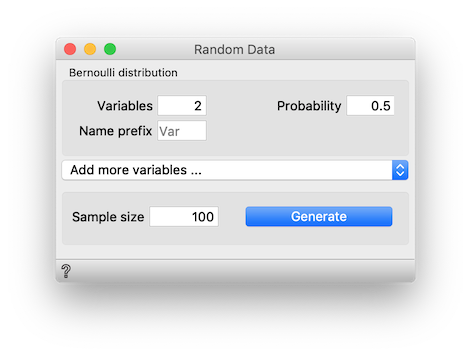 Random Data
Bernoulli distribution
Variables 2 Probability 0.5
Name prefix Var
Add more variables ...
Sample size 100 Generate
?